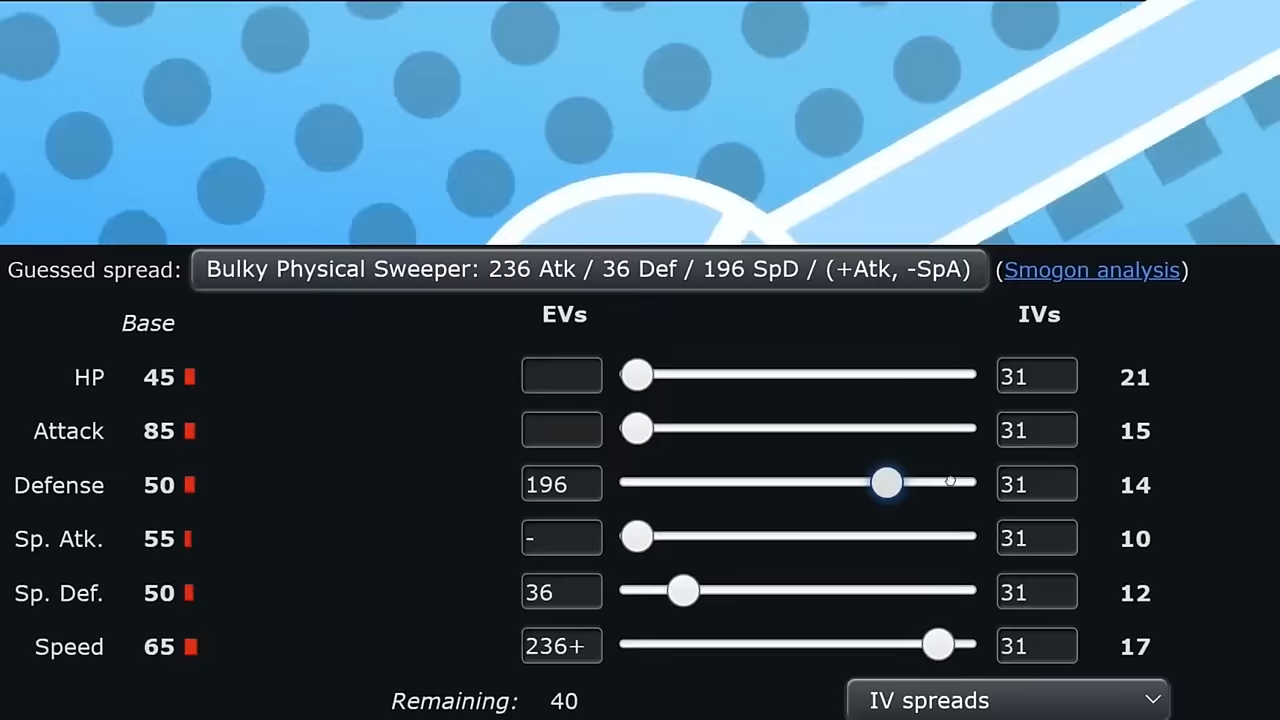 Guessed spread: Bulky Physical Sweeper: 236 Atk / 36 Def / 196 SpD / (+Atk, -SpA) (Smogon analysis)
Base EVs IVs
HP 45 31 21
Attack 85 31 15
Defense 50 196 31 14
Sp. Atk. 55 - 31 10
Sp. Def. 50 36 31 12
Speed 65 236+ 31 17
Remaining: 40 IV spreads